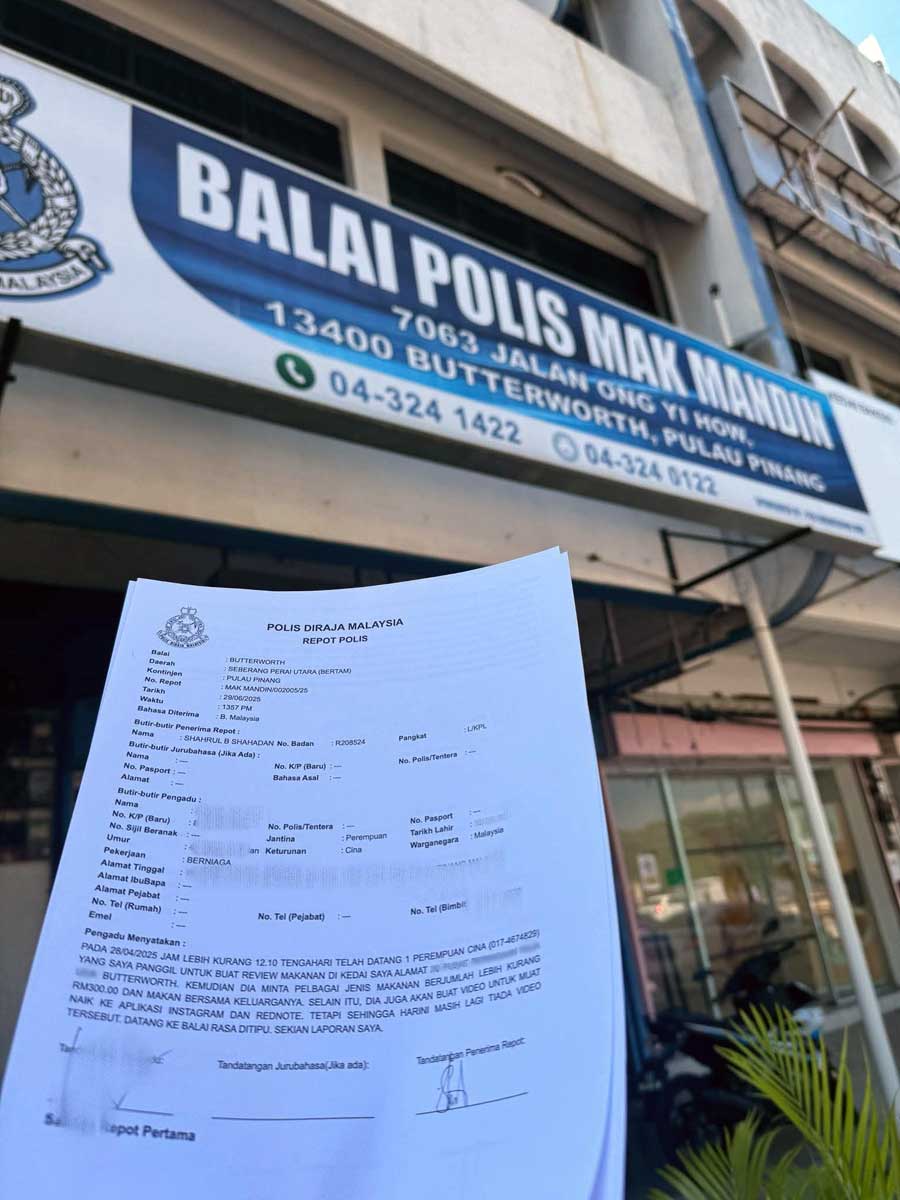 MALAYSIA
BALAI POLIS MAK MANDIN
7063 JALAN ONG YI HOW,
13400 BUTTERWORTH, PULAU PINANG
04-324 1422
04-324 0122
POLIS DIRAJA MALAYSIA
REPOT POLIS
Balai : BUTTERWORTH
Daerah : SEBERANG PERAI UTARA (BERTAM)
Kontinjen : PULAU PINANG
No. Repot : MAK MANDIN/002005/25
Tarikh : 29/06/2025
Waktu : 1357 PM
Bahasa Diterima : B. Malaysia
Butir-butir Penerima Repot :
Nama : SHAHRUL B SHAHADAN No. Badan : R208524 Pangkat : L/KPL
Butir-butir Jurubahasa (Jika Ada) :
Nama : --- No. K/P (Baru) : --- No. Polis/Tentera : ---
No. Pasport : --- Bahasa Asal : ---
Alamat : ---
Butir-butir Pengadu :
Nama :
No. K/P (Baru) : No. Polis/Tentera : --- No. Pasport : ---
No. Sijil Beranak : --- Jantina : Perempuan Tarikh Lahir :
Umur : Keturunan : Cina Warganegara : Malaysia
Pekerjaan : BERNIAGA
Alamat Tinggal :
Alamat IbuBapa : ---
Alamat Pejabat : ---
No. Tel (Rumah) : --- No. Tel (Pejabat) : --- No. Tel (Bimbit
Emel : ---
Pengadu Menyatakan :
PADA 28/04/2025 JAM LEBIH KURANG 12.10 TENGAHARI TELAH DATANG 1 PEREMPUAN CINA (017-4674829)
YANG SAYA PANGGIL UNTUK BUAT REVIEW MAKANAN DI KEDAI SAYA ALAMAT
BUTTERWORTH. KEMUDIAN DIA MINTA PELBAGAI JENIS MAKANAN BERJUMLAH LEBIH KURANG
RM300.00 DAN MAKAN BERSAMA KELUARGANYA. SELAIN ITU, DIA JUGA AKAN BUAT VIDEO UNTUK MUAT
NAIK KE APLIKASI INSTAGRAM DAN REDNOTE. TETAPI SEHINGGA HARINI MASIH LAGI TIADA VIDEO
TERSEBUT. DATANG KE BALAI RASA DITIPU. SEKIAN LAPORAN SAYA.
Tandatangan Jurubahasa(Jika ada): Tandatangan Penerima Repot:
Repot Pertama